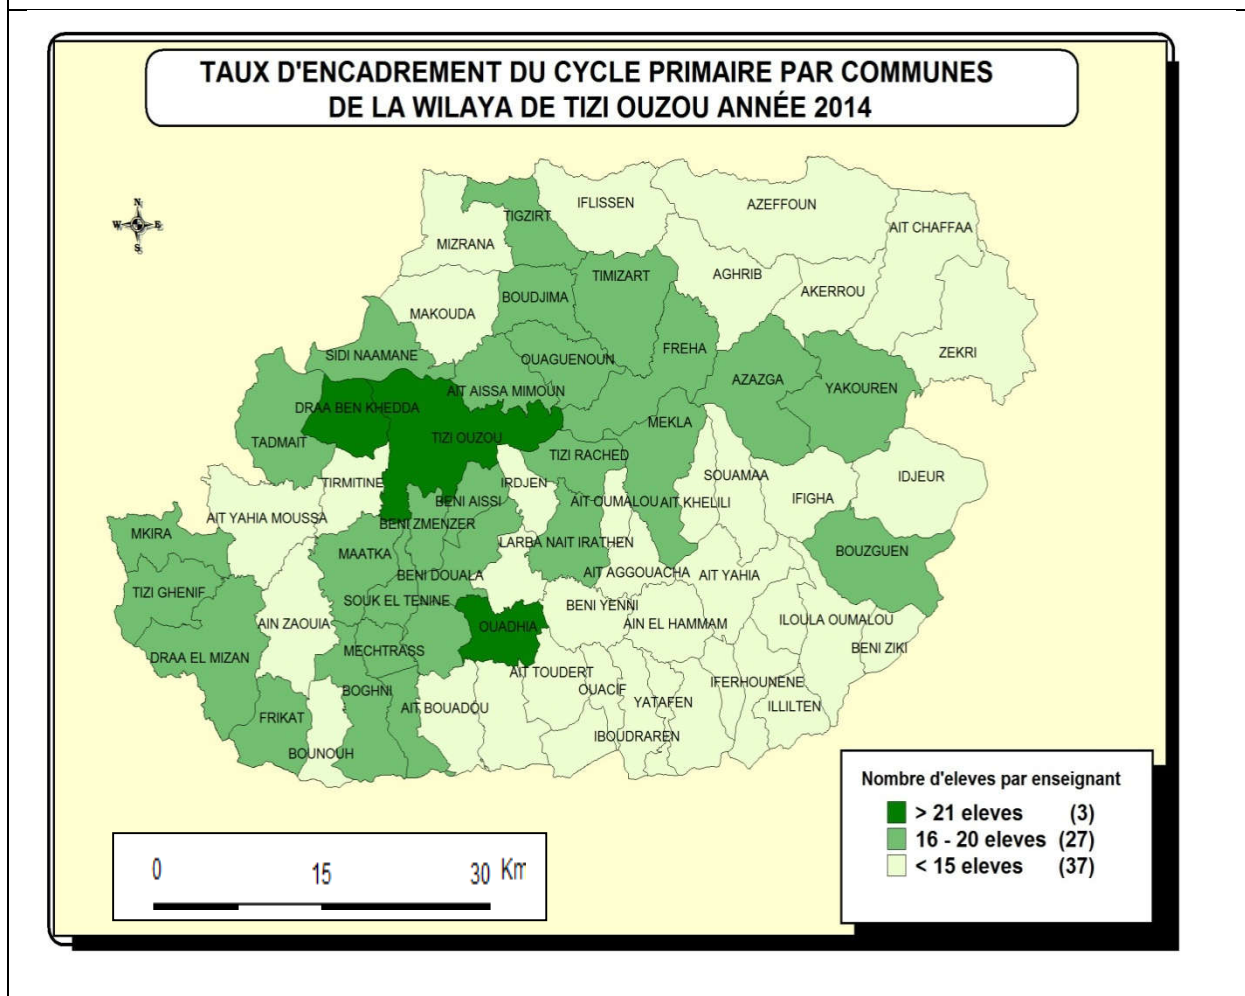 TAUX D'ENCADREMENT DU CYCLE PRIMAIRE PAR COMMUNES
DE LA WILAYA DE TIZI OUZOU ANNÉE 2014
N
W E
S
IFLISSEN
AZEFFOUN
TIGZIRT
AIT CHAFFAA
MIZRANA
TIMIZART
AGHRIB
AKERROU
BOUDJIMA
MAKOUDA
FREHA
ZEKRI
SIDI NAAMANE
OUAGUENOUN
AZAZGA
YAKOUREN
AIT AISSA MIMOUN
DRAA BEN KHEDDA
MEKLA
TADMAIT
TIZI OUZOU
TIZI RACHED
SOUAMAA
IDJEUR
TIRMITINE
IRDJEN
IFIGHA
BENI AISSI
AIT OUMALOU
AIT KHELILI
AIT YAHIA MOUSSA
BENI ZMENZER
MKIRA
LARBA NAIT IRATHEN
MAATKA
BOUZGUEN
BENI DOUALA
AIT AGGOUACHA
AIT YAHIA
TIZI GHENIF
SOUK EL TENINE
BENI YENNI
AIN ZAOUIA
OUADHIA
AIN EL HAMMAM
ILOULA OUMALOU
MECHTRASS
BENI ZIKI
DRAA EL MIZAN
AIT TOUDERT
BOGHNI
OUACIF
IFERHOUNENE
YATAFEN
ILLILTEN
AIT BOUADOU
FRIKAT
IBOUDRAREN
BOUNOUH
Nombre d'eleves par enseignant
> 21 eleves (3)
16 - 20 eleves (27)
< 15 eleves (37)
0 15 30 Km